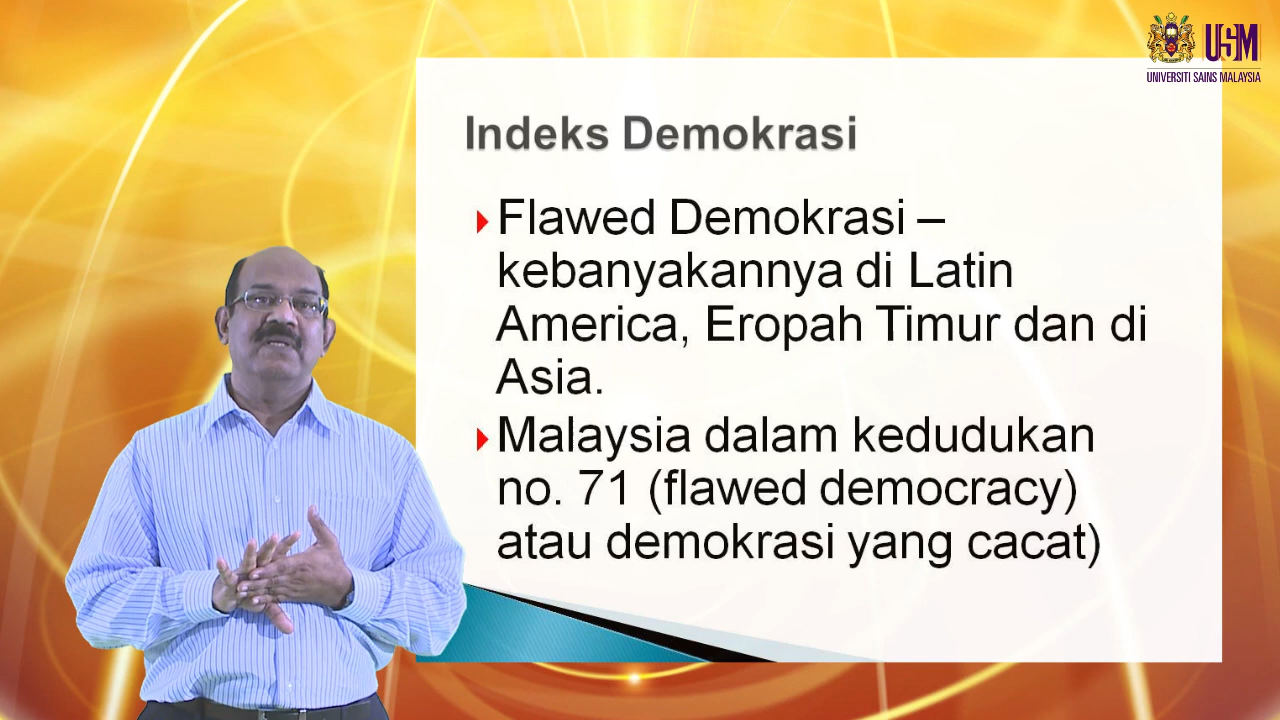 USM
UNIVERSITI SAINS MALAYSIA
Indeks Demokrasi
Flawed Demokrasi –
kebanyakannya di Latin
America, Eropah Timur dan di
Asia.
Malaysia dalam kedudukan
no. 71 (flawed democracy)
atau demokrasi yang cacat)